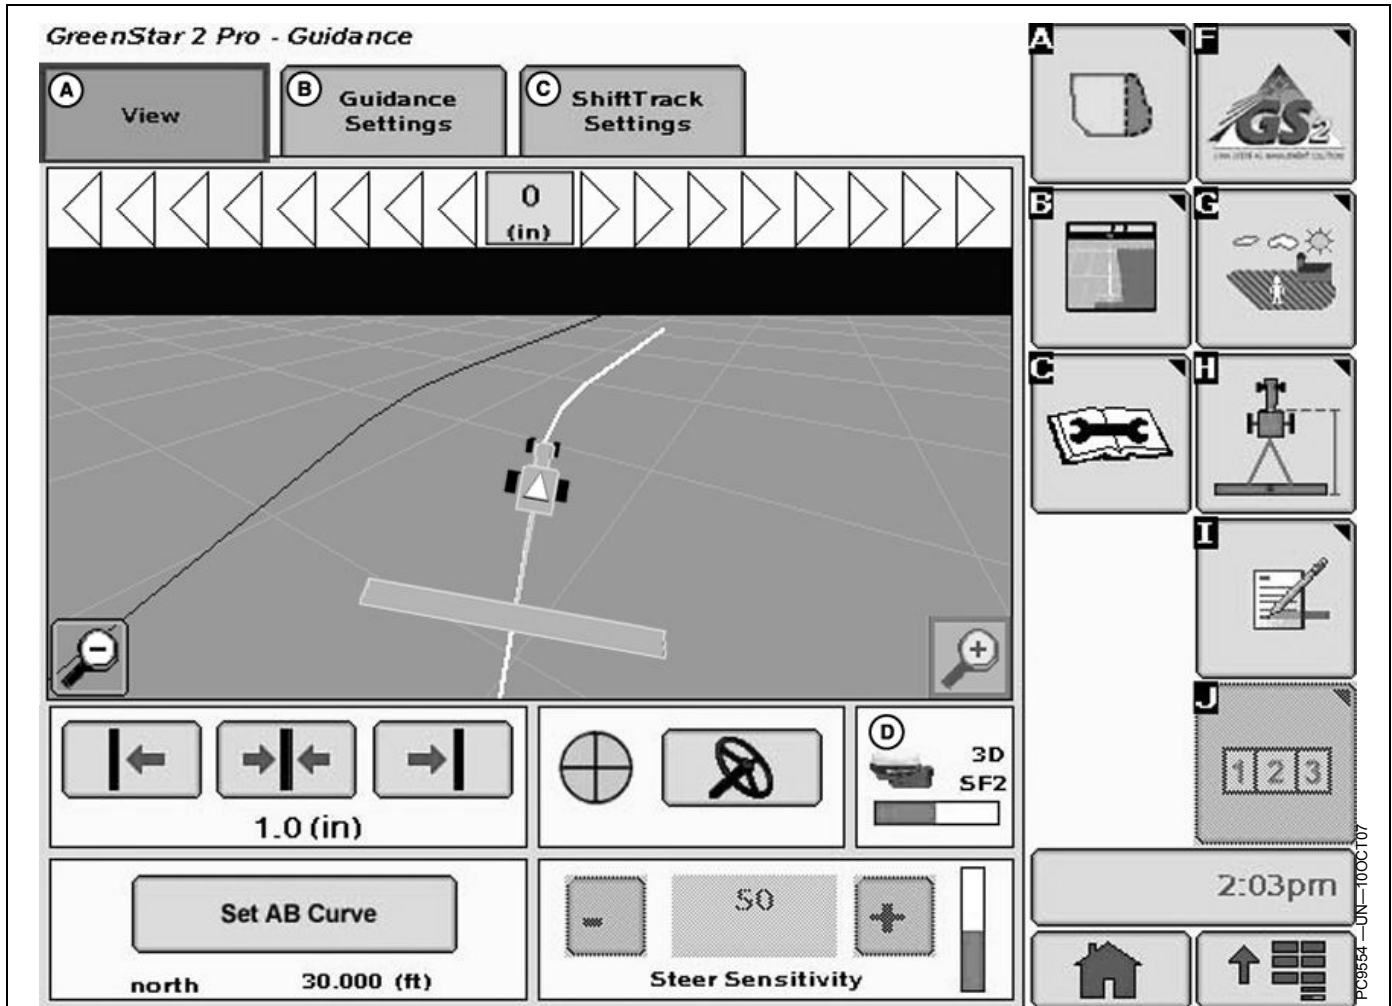 GreenStar 2 Pro - Guidance
A
View
B
Guidance
Settings
C
ShiftTrack
Settings
0
(in)
1.0 (in)
D
3D
SF2
Set AB Curve
north 30.000 (ft)
-
50
+
Steer Sensitivity
A
F
GS2
B
G
C
H
I
J
1 2 3
2:03pm
PC9554 —UN—10OCT07